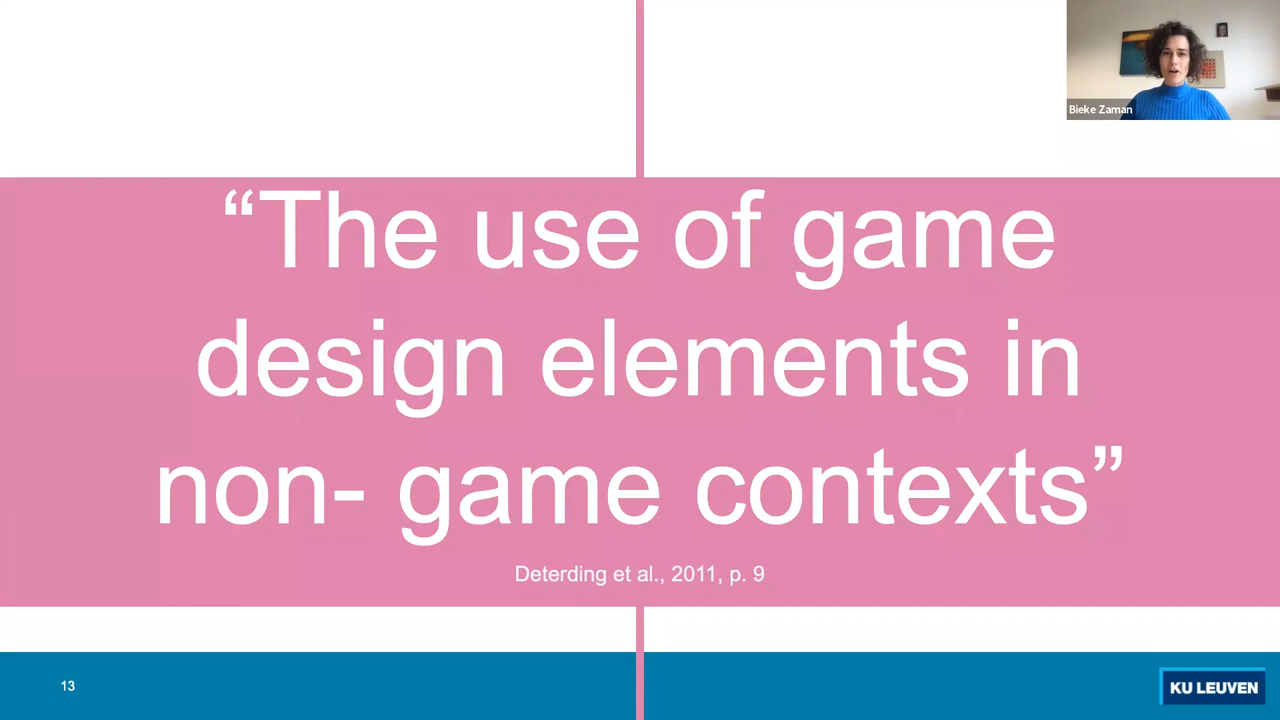 Bieke Zaman
“The use of game
design elements in
non- game contexts”
Deterding et al., 2011, p. 9
13
KU LEUVEN